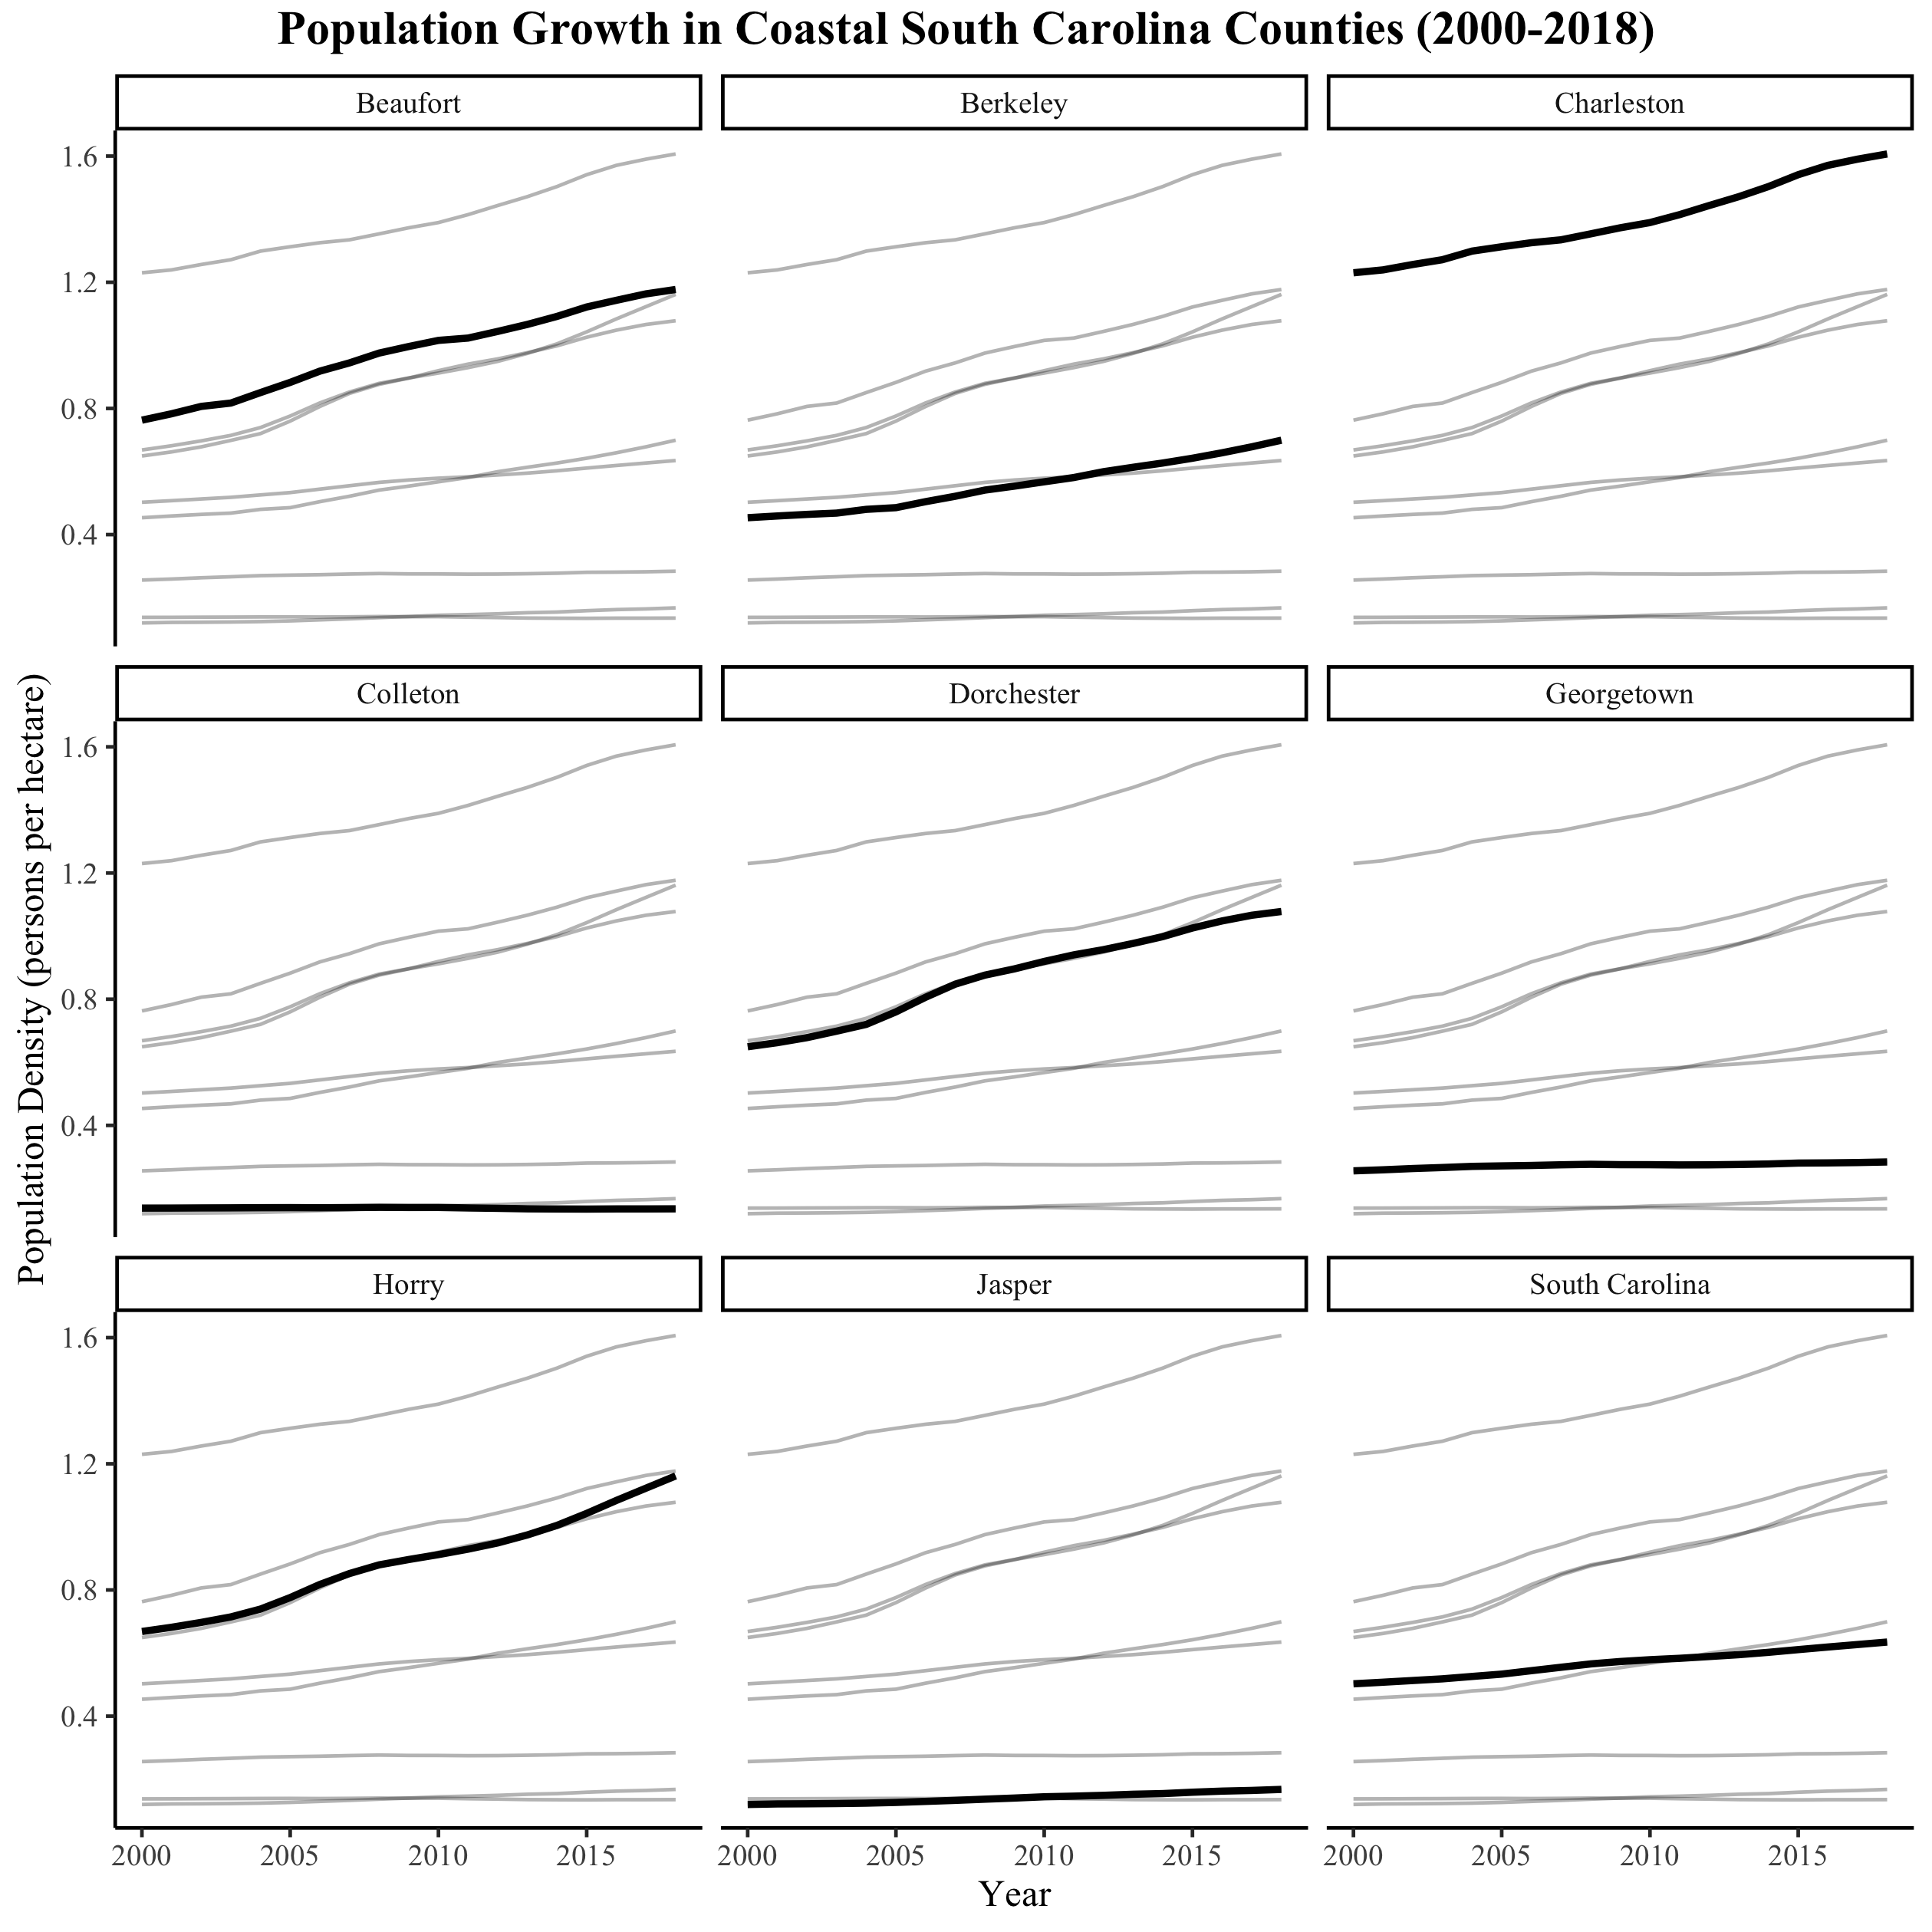 Population Growth in Coastal South Carolina Counties (2000-2018)
Beaufort
Berkeley
Charleston
1.6
1.2
0.8
0.4
Population Density (persons per hectare)
Colleton
Dorchester
Georgetown
1.6
1.2
0.8
0.4
Horry
Jasper
South Carolina
1.6
1.2
0.8
0.4
2000 2005 2010 2015
2000 2005 2010 2015
2000 2005 2010 2015
Year